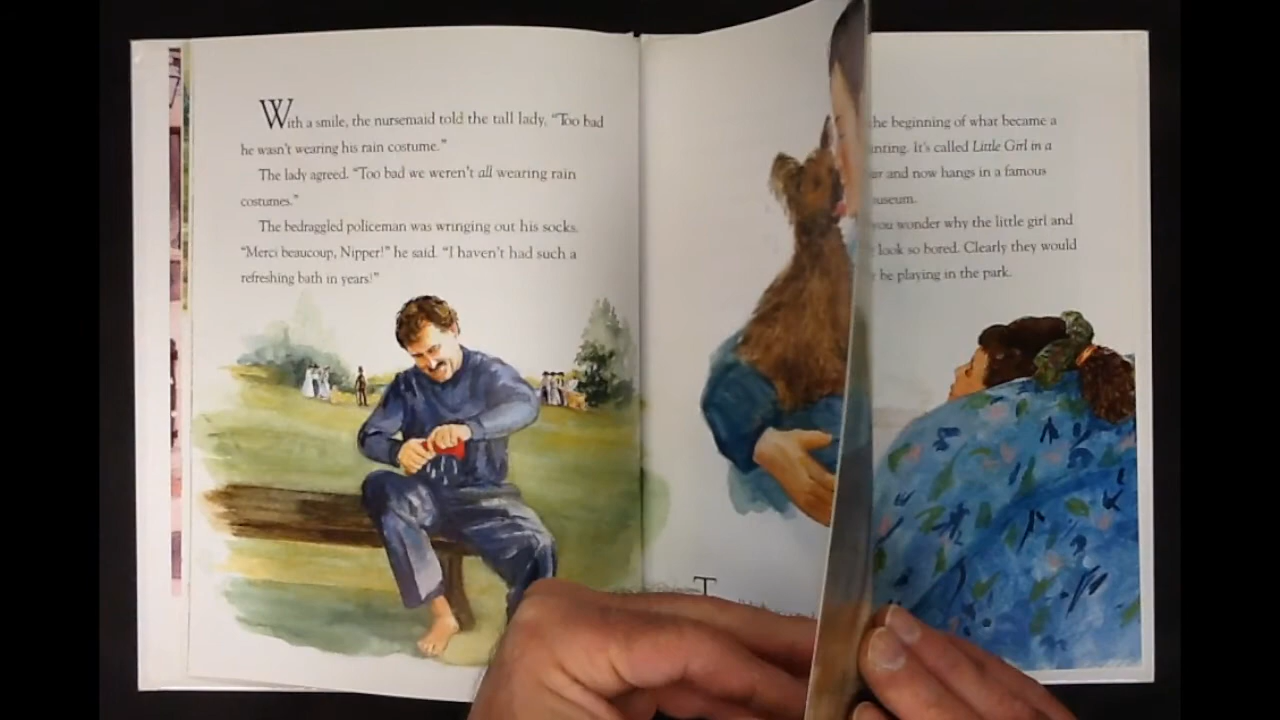 With a smile, the nursemaid told the tall lady, "Too bad
he wasn't wearing his rain costume."
The lady agreed. "Too bad we weren't all wearing rain
costumes."
The bedraggled policeman was wringing out his socks.
"Merci beaucoup, Nipper!" he said. "I haven't had such a
refreshing bath in years!"
T
the beginning of what became a
It's called Little Girl in a
and now hangs in a famous
you wonder why the little girl and
look so bored. Clearly they would
be playing in the park.